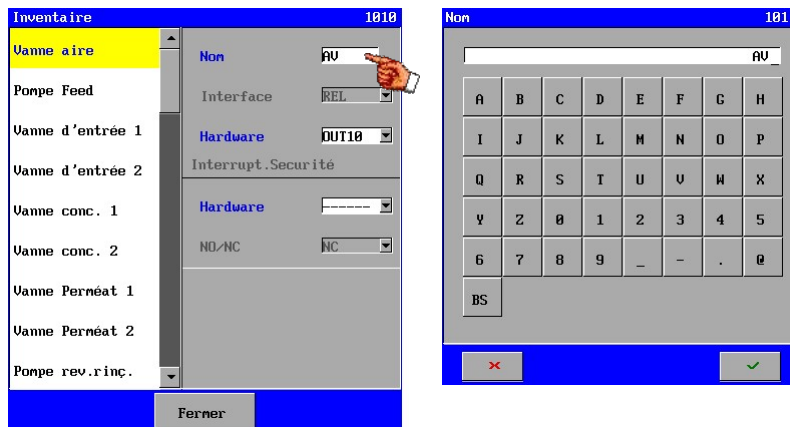 Inventaire 1010
Vanne aire
Pompe Feed
Vanne d'entrée 1
Vanne d'entrée 2
Vanne conc. 1
Vanne conc. 2
Vanne Perméat 1
Vanne Perméat 2
Pompe rev.rinç.
Nom AV
Interface REL
Hardware OUT10
Interrupt.Securité
Hardware ------
NO/NC NC
Fermer
Nom 101
AV_
A B C D E F G H
I J K L M N O P
Q R S T U V W X
Y Z 0 1 2 3 4 5
6 7 8 9 _ - . @
BS